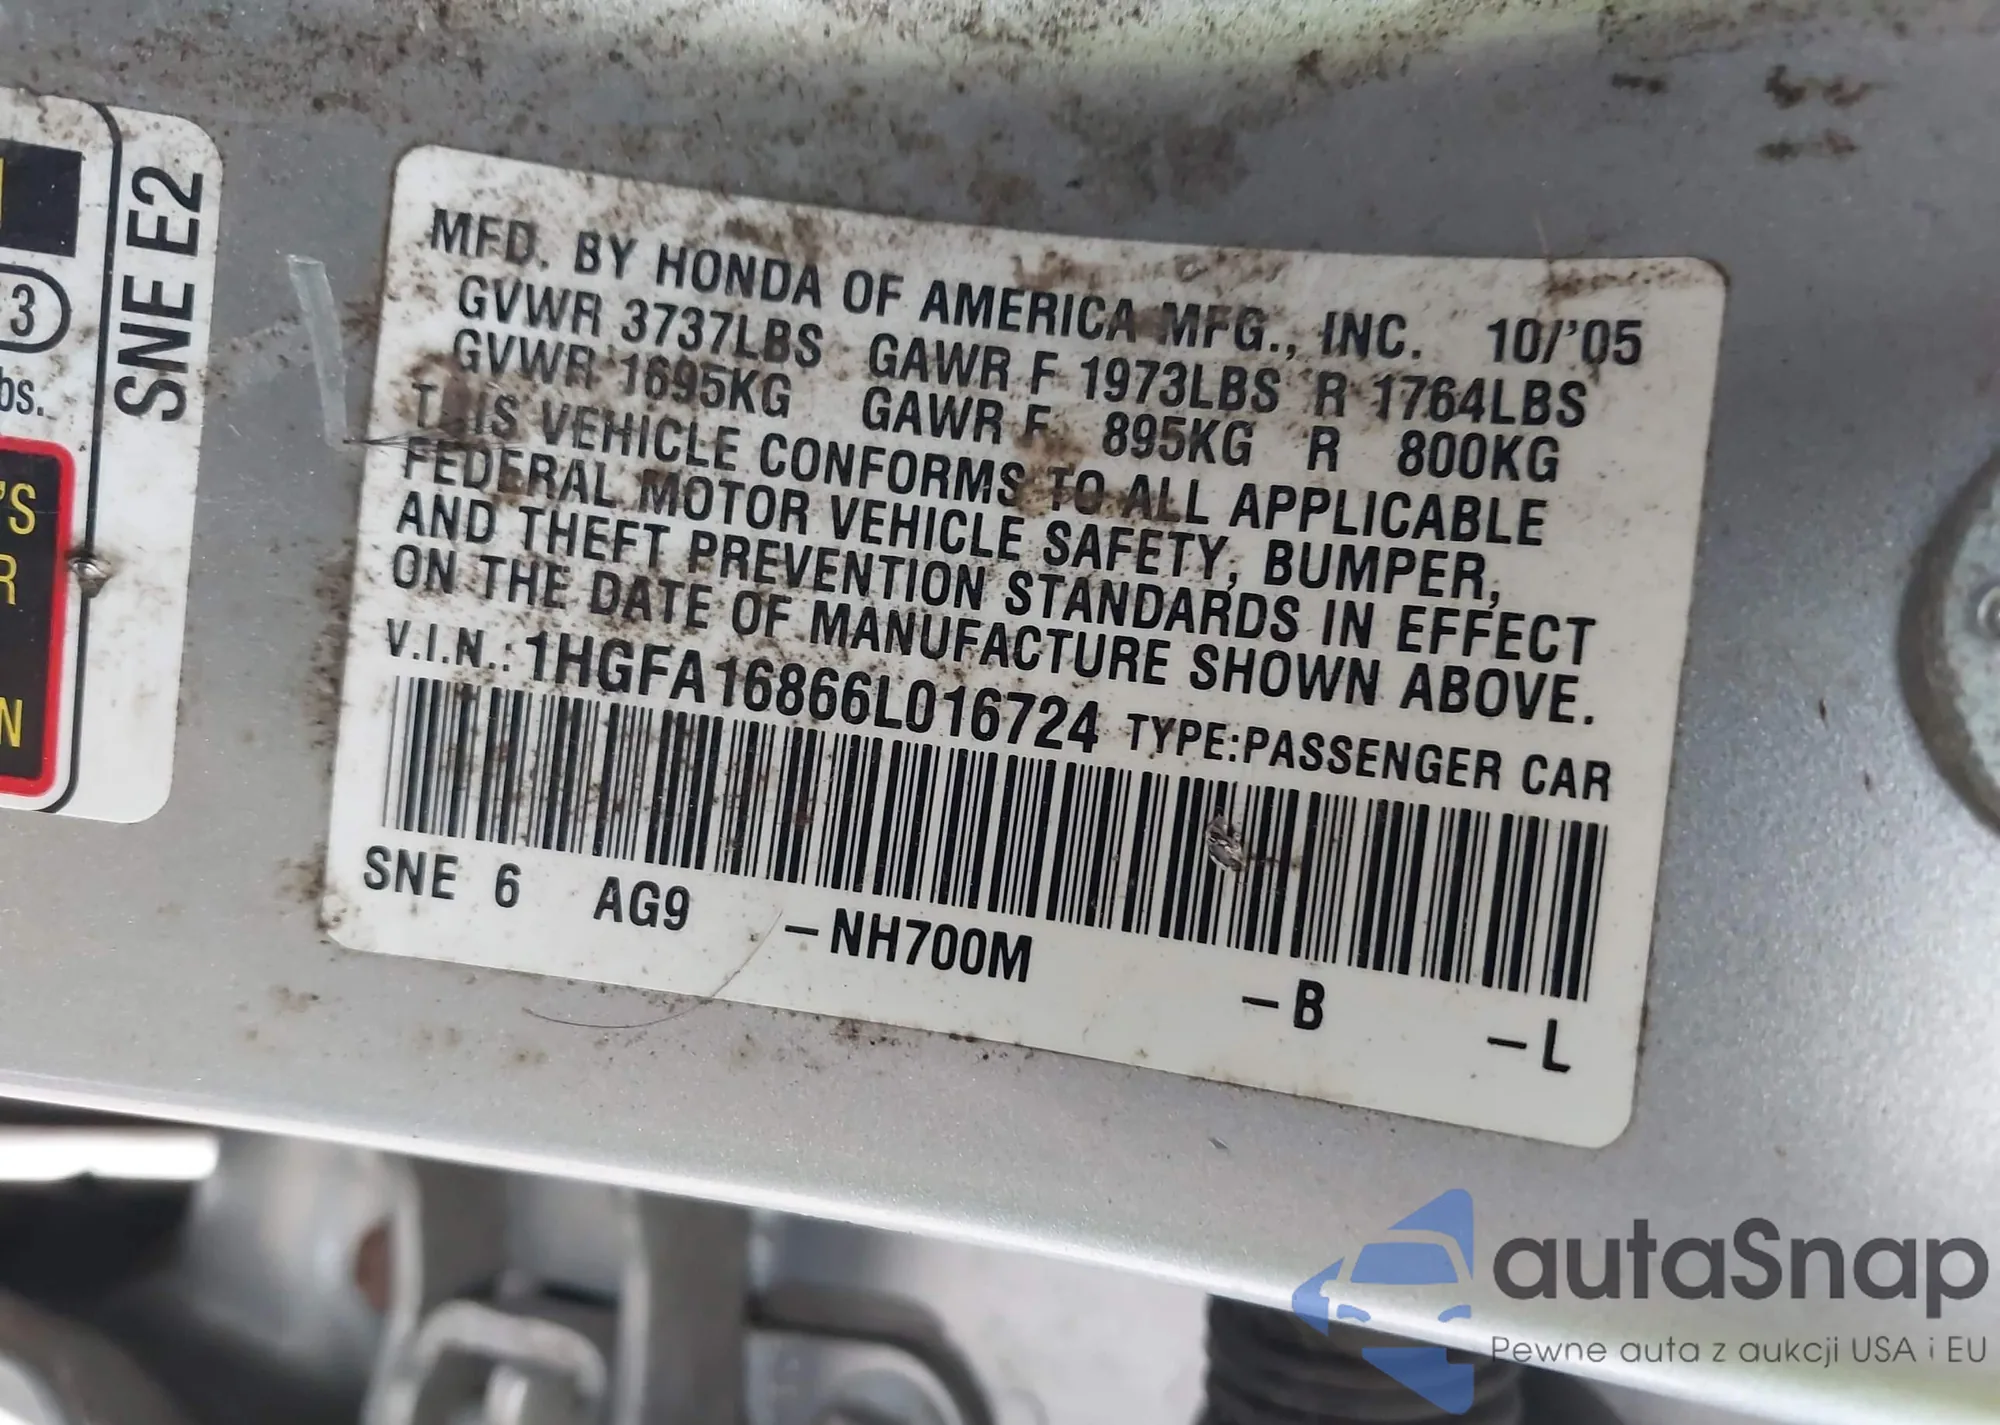 3
bs.
'S
R
N
SNE E2
MFD. BY HONDA OF AMERICA MFG., INC. 10/'05
GVWR 3737LBS GAWR F 1973LBS R 1764LBS
GVWR 1695KG GAWR F 895KG R 800KG
THIS VEHICLE CONFORMS TO ALL APPLICABLE
FEDERAL MOTOR VEHICLE SAFETY, BUMPER,
AND THEFT PREVENTION STANDARDS IN EFFECT
ON THE DATE OF MANUFACTURE SHOWN ABOVE.
V.I.N.: 1HGFA16866L016724 TYPE:PASSENGER CAR
SNE 6 AG9 –NH700M –B –L
autaSnap
Pewne auta z aukcji USA i EU